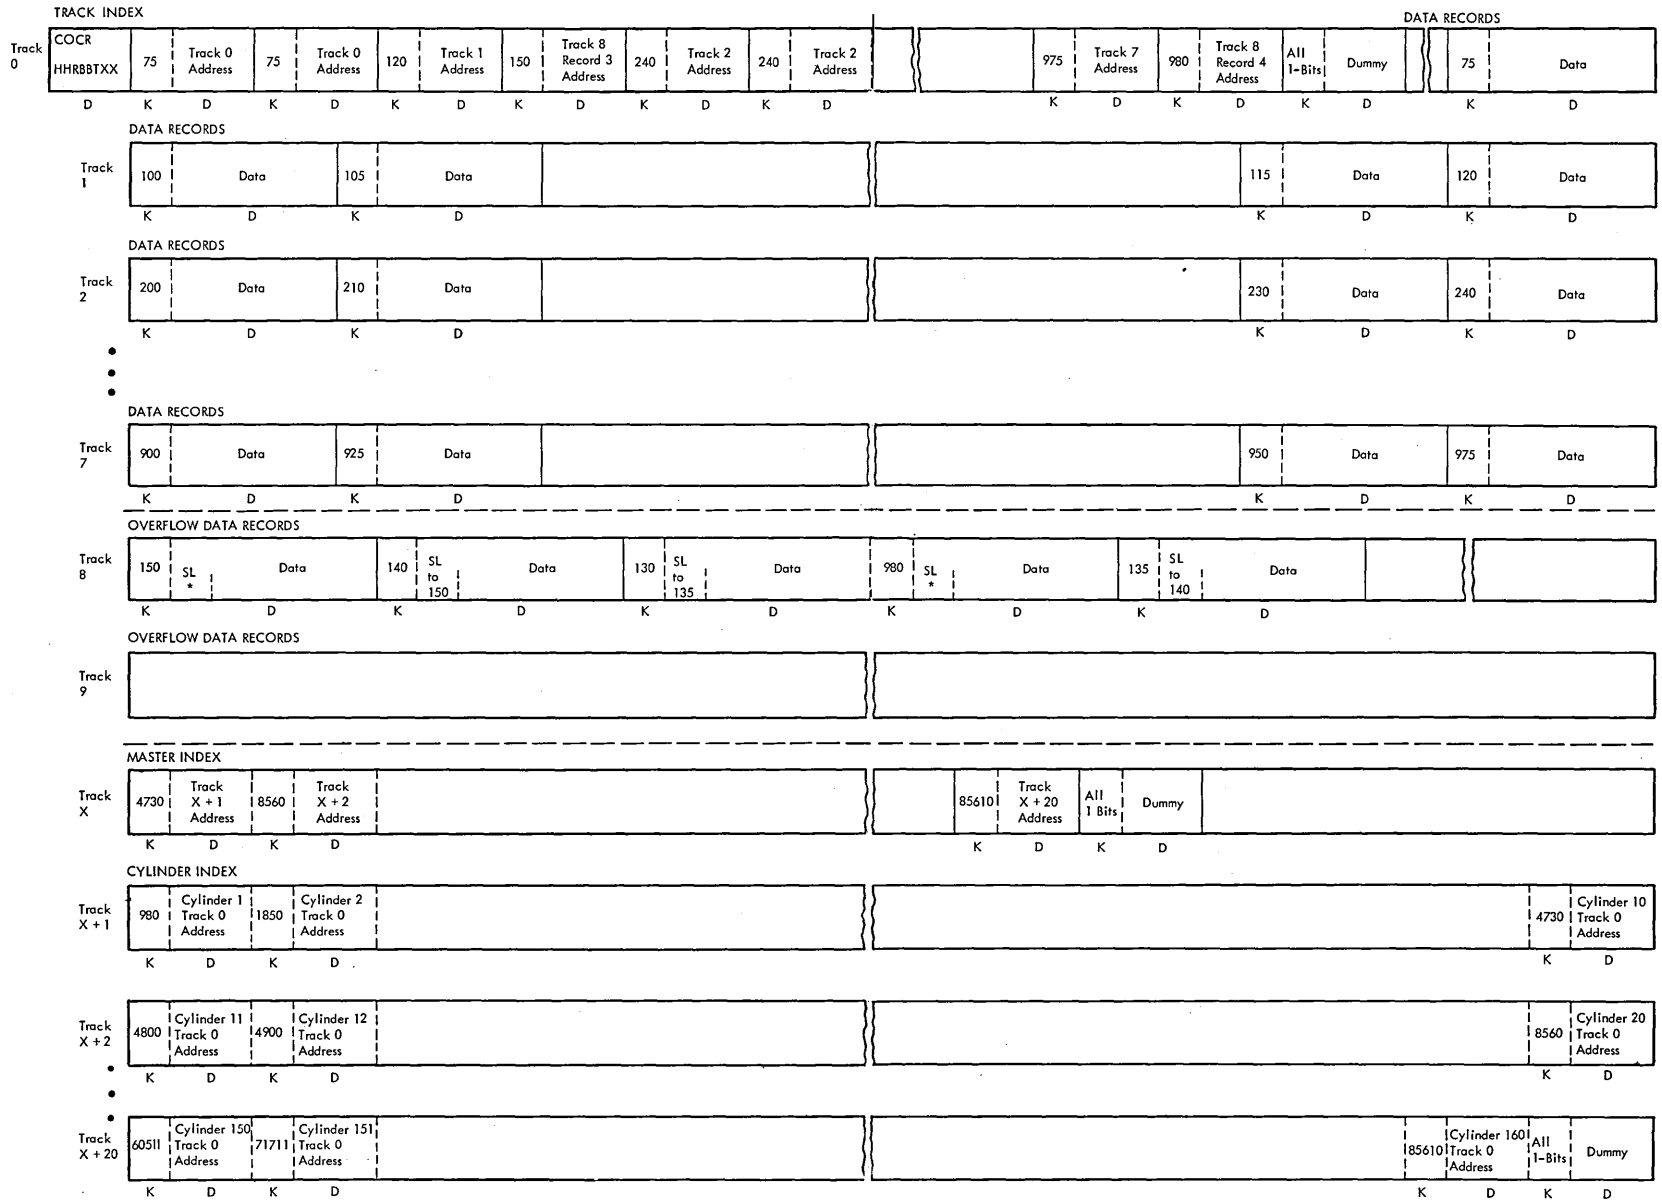 TRACK INDEX
DATA RECORDS
Track 0
COCR
HHRBBTXX
75
Track 0 Address
75
Track 0 Address
120
Track 1 Address
150
Track 8 Record 3 Address
240
Track 2 Address
240
Track 2 Address
975
Track 7 Address
980
Track 8 Record 4 Address
All 1-Bits
Dummy
75
Data
D K D K D K D K D K D K D K D K D K D K D
DATA RECORDS
Track 1
100 Data 105 Data 115 Data 120 Data
K D K D K D K D
DATA RECORDS
Track 2
200 Data 210 Data 230 Data 240 Data
K D K D K D K D
DATA RECORDS
Track 7
900 Data 925 Data 950 Data 975 Data
K D K D K D K D
OVERFLOW DATA RECORDS
Track 8
150
SL *
Data
140
SL to 150
Data
130
SL to 135
Data
980
SL *
Data
135
SL to 140
Data
K D K D K D K D K D
OVERFLOW DATA RECORDS
Track 9
MASTER INDEX
Track X
4730
Track X + 1 Address
8560
Track X + 2 Address
85610
Track X + 20 Address
All 1 Bits
Dummy
K D K D K D K D
CYLINDER INDEX
Track X + 1
980
Cylinder 1 Track 0 Address
1850
Cylinder 2 Track 0 Address
4730
Cylinder 10 Track 0 Address
K D K D K D
Track X + 2
4800
Cylinder 11 Track 0 Address
4900
Cylinder 12 Track 0 Address
8560
Cylinder 20 Track 0 Address
K D K D K D
Track X + 20
60511
Cylinder 150 Track 0 Address
71711
Cylinder 151 Track 0 Address
85610
Cylinder 160 Track 0 Address
All 1-Bits
Dummy
K D K D K D K D